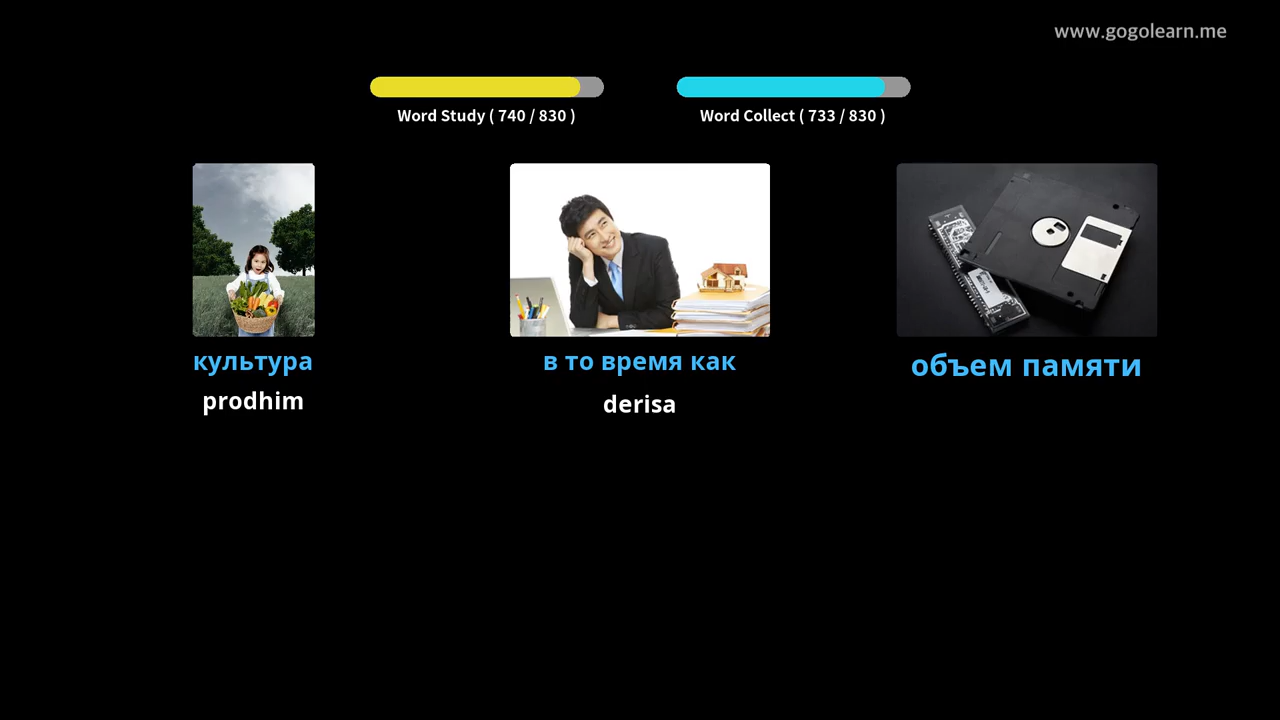 www.gogolearn.me
Word Study ( 740 / 830 )
Word Collect ( 733 / 830 )
культура
prodhim
в то время как
derisa
объем памяти